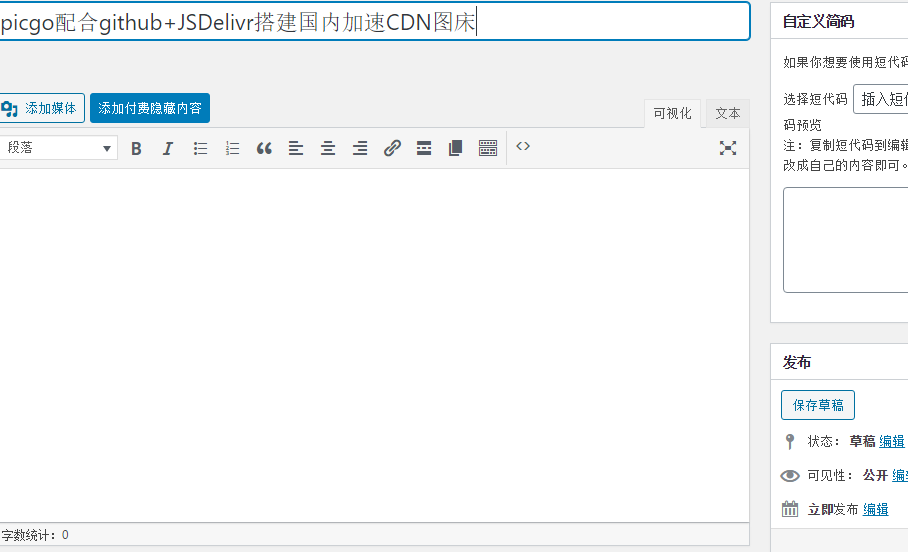 picgo配合github+JSDelivr搭建国内加速CDN图床
添加媒体 添加付费隐藏内容
可视化 文本
段落
字数统计：0
自定义简码
如果你想要使用短代码
选择短代码 插入短代
码预览
注：复制短代码到编辑
改成自己的内容即可。
发布
保存草稿
状态：草稿 编辑
可见性：公开 编辑
立即发布 编辑